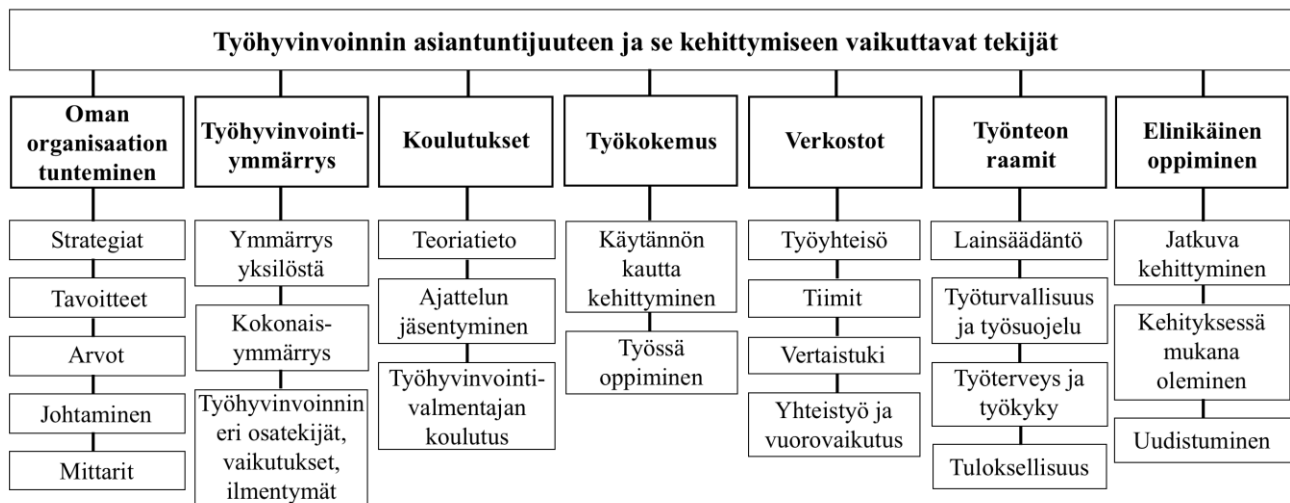 Työhyvinvoinnin asiantuntijuuteen ja se kehittymiseen vaikuttavat tekijät
Oman
organisaation
tunteminen
Strategiat
Tavoitteet
Arvot
Johtaminen
Mittarit
Työhyvinvointi-
ymmärrys
Ymmärrys
yksilöstä
Kokonais-
ymmärrys
Työhyvinvoinnin
eri osatekijät,
vaikutukset,
ilmentymät
Koulutukset
Teoriatieto
Ajattelun
jäsentyminen
Työhyvinvointi-
valmentajan
koulutus
Työkokemus
Käytännön
kautta
kehittyminen
Työssä
oppiminen
Verkostot
Työyhteisö
Tiimit
Vertaistuki
Yhteistyö ja
vuorovaikutus
Työnteon
raamit
Lainsäädäntö
Työturvallisuus
ja työsuojelu
Työterveys ja
työkyky
Tuloksellisuus
Elinikäinen
oppiminen
Jatkuva
kehittyminen
Kehityksessä
mukana
oleminen
Uudistuminen